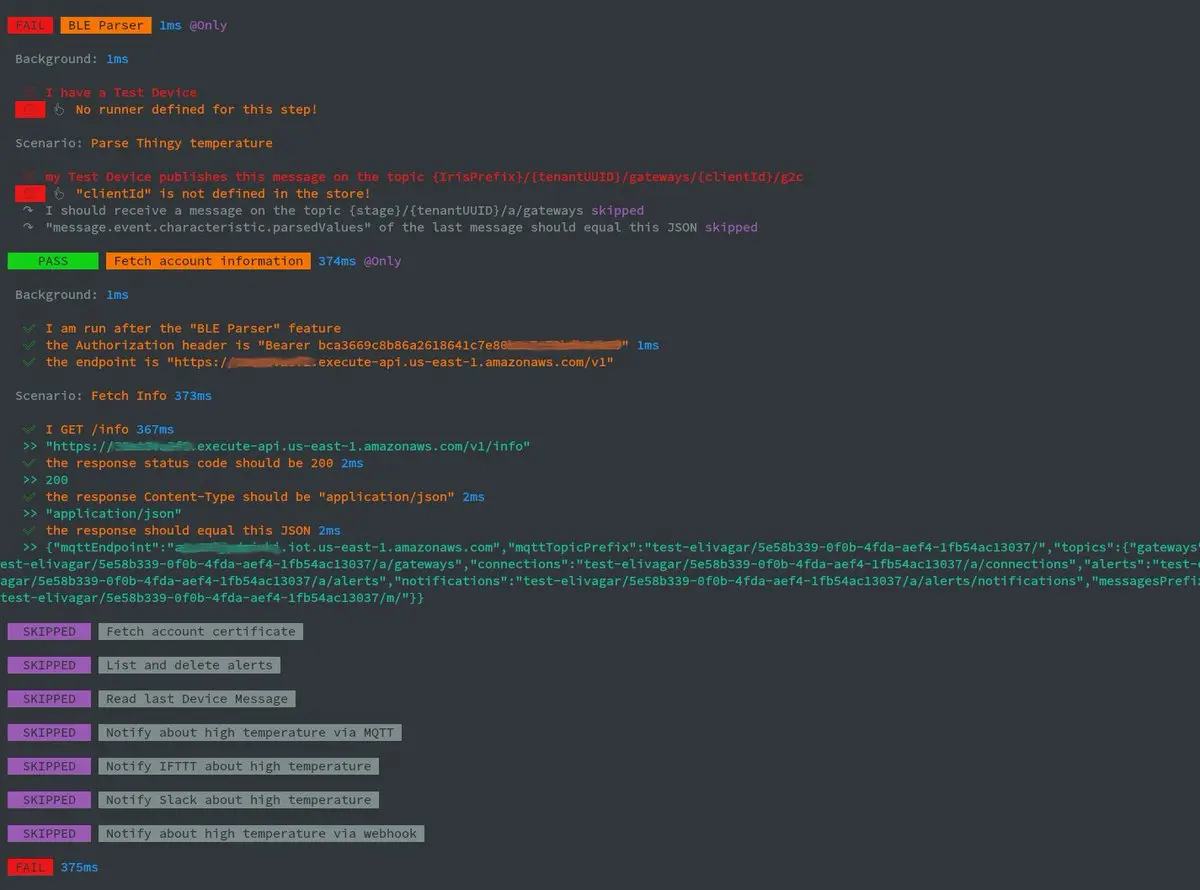 FAIL BLE Parser 1ms @Only
Background: 1ms
I have a Test Device
No runner defined for this step!
Scenario: Parse Thingy temperature
my Test Device publishes this message on the topic {IrisPrefix}/{tenantUUID}/gateways/{clientId}/g2c
"clientId" is not defined in the store!
↷ I should receive a message on the topic {stage}/{tenantUUID}/a/gateways skipped
↷ "message.event.characteristic.parsedValues" of the last message should equal this JSON skipped
PASS Fetch account information 374ms @Only
Background: 1ms
✓ I am run after the "BLE Parser" feature
✓ the Authorization header is "Bearer bca3669c8b86a2618641c7e80" 1ms
✓ the endpoint is "https:/.execute-api.us-east-1.amazonaws.com/v1"
Scenario: Fetch Info 373ms
✓ I GET /info 367ms
>> "https://.execute-api.us-east-1.amazonaws.com/v1/info"
✓ the response status code should be 200 2ms
>> 200
✓ the response Content-Type should be "application/json" 2ms
>> "application/json"
✓ the response should equal this JSON 2ms
>> {"mqttEndpoint":"a.iot.us-east-1.amazonaws.com","mqttTopicPrefix":"test-elivagar/5e58b339-0f0b-4fda-aef4-1fb54ac13037/","topics":{"gateways"
est-elivagar/5e58b339-0f0b-4fda-aef4-1fb54ac13037/a/gateways","connections":"test-elivagar/5e58b339-0f0b-4fda-aef4-1fb54ac13037/a/connections","alerts":"test-e
agar/5e58b339-0f0b-4fda-aef4-1fb54ac13037/a/alerts","notifications":"test-elivagar/5e58b339-0f0b-4fda-aef4-1fb54ac13037/a/alerts/notifications","messagesPrefix
test-elivagar/5e58b339-0f0b-4fda-aef4-1fb54ac13037/m/"}}
SKIPPED Fetch account certificate
SKIPPED List and delete alerts
SKIPPED Read last Device Message
SKIPPED Notify about high temperature via MQTT
SKIPPED Notify IFTTT about high temperature
SKIPPED Notify Slack about high temperature
SKIPPED Notify about high temperature via webhook
FAIL 375ms